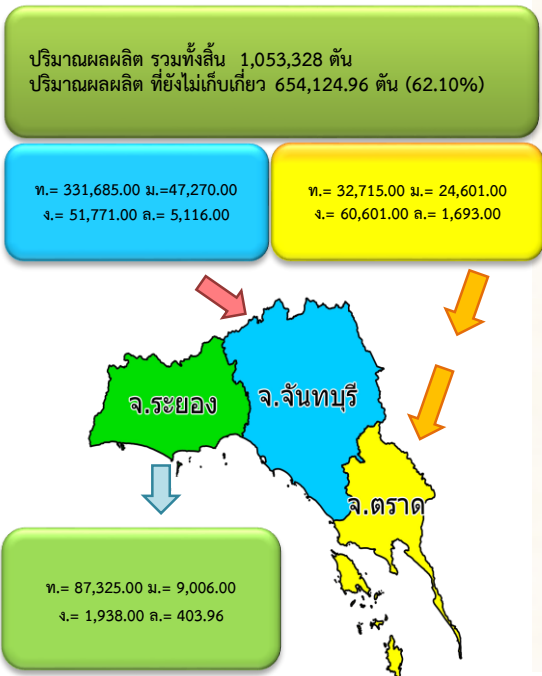 ปริมาณผลผลิต รวมทั้งสิ้น 1,053,328 ตัน
ปริมาณผลผลิต ที่ยังไม่เก็บเกี่ยว 654,124.96 ตัน (62.10%)
ท.= 331,685.00 ม.=47,270.00
ง.= 51,771.00 ล.= 5,116.00
ท.= 32,715.00 ม.= 24,601.00
ง.= 60,601.00 ล.= 1,693.00
จ.ระยอง
จ.จันทบุรี
จ.ตราด
ท.= 87,325.00 ม.= 9,006.00
ง.= 1,938.00 ล.= 403.96